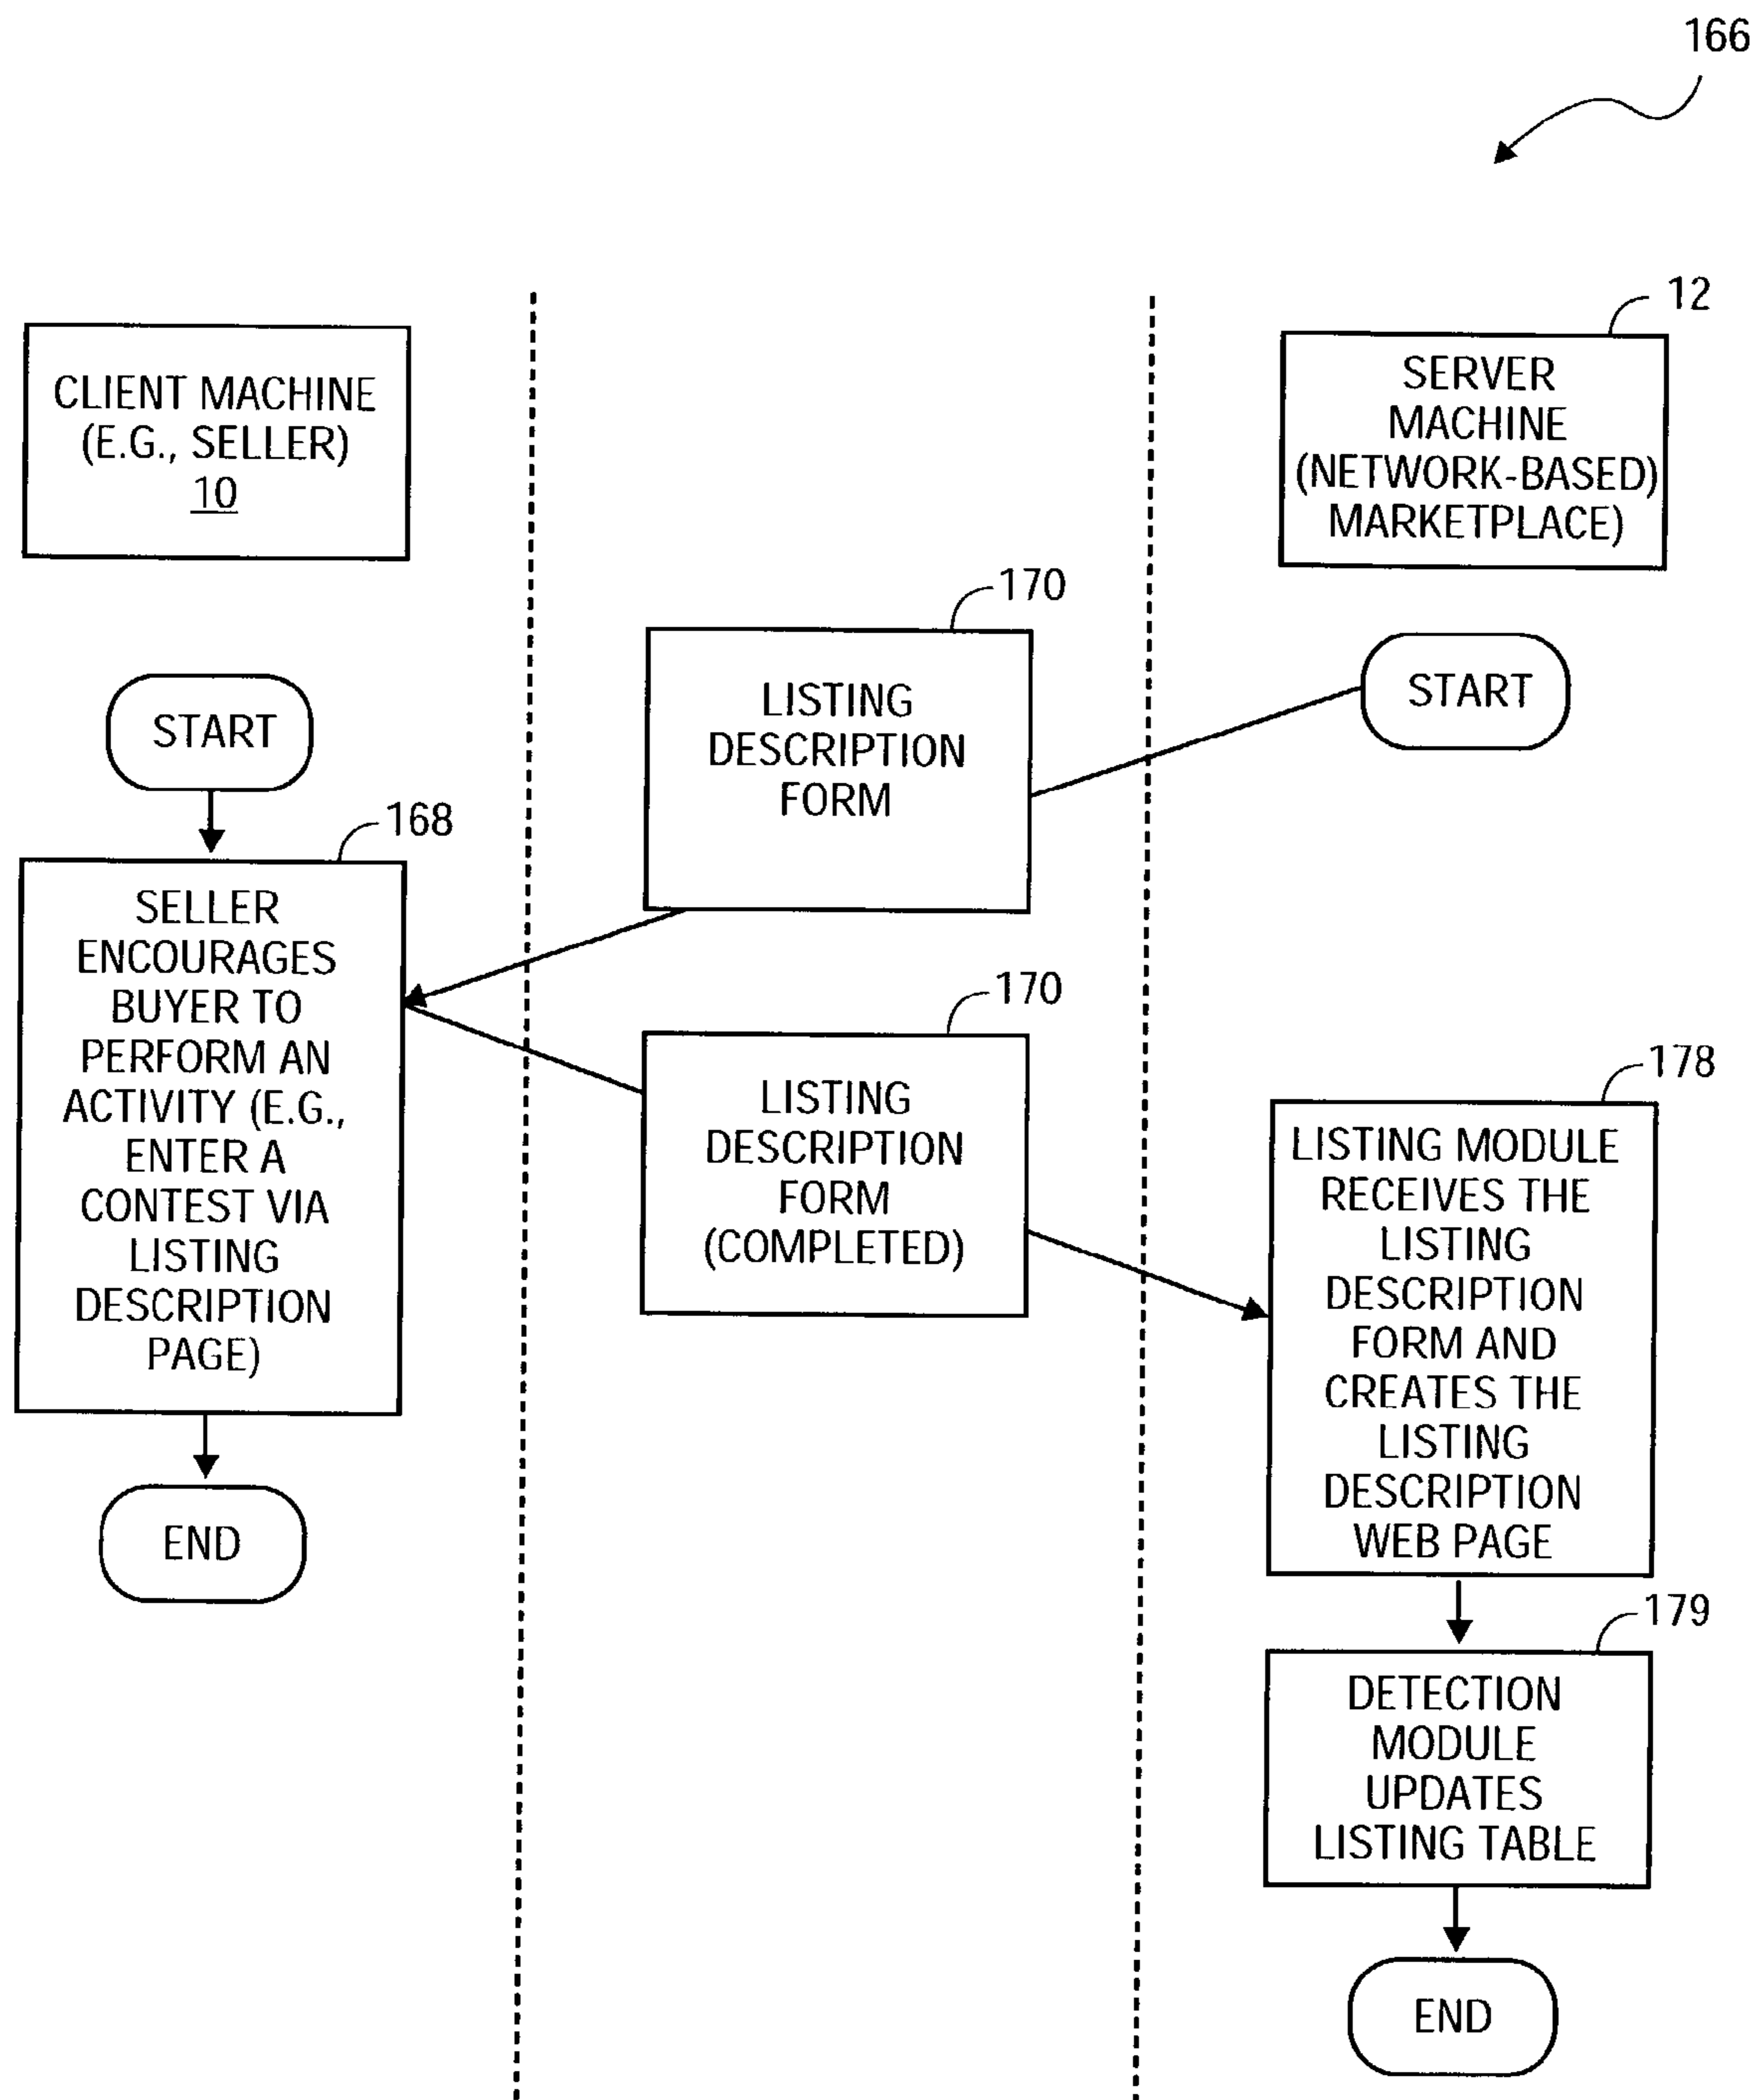 166
CLIENT MACHINE
(E.G., SELLER)
10
12
SERVER
MACHINE
(NETWORK-BASED)
MARKETPLACE)
170
LISTING
DESCRIPTION
FORM
START
START
168
SELLER
ENCOURAGES
BUYER TO
PERFORM AN
ACTIVITY (E.G.,
ENTER A
CONTEST VIA
LISTING
DESCRIPTION
PAGE)
END
170
LISTING
DESCRIPTION
FORM
(COMPLETED)
178
LISTING MODULE
RECEIVES THE
LISTING
DESCRIPTION
FORM AND
CREATES THE
LISTING
DESCRIPTION
WEB PAGE
179
DETECTION
MODULE
UPDATES
LISTING TABLE
END